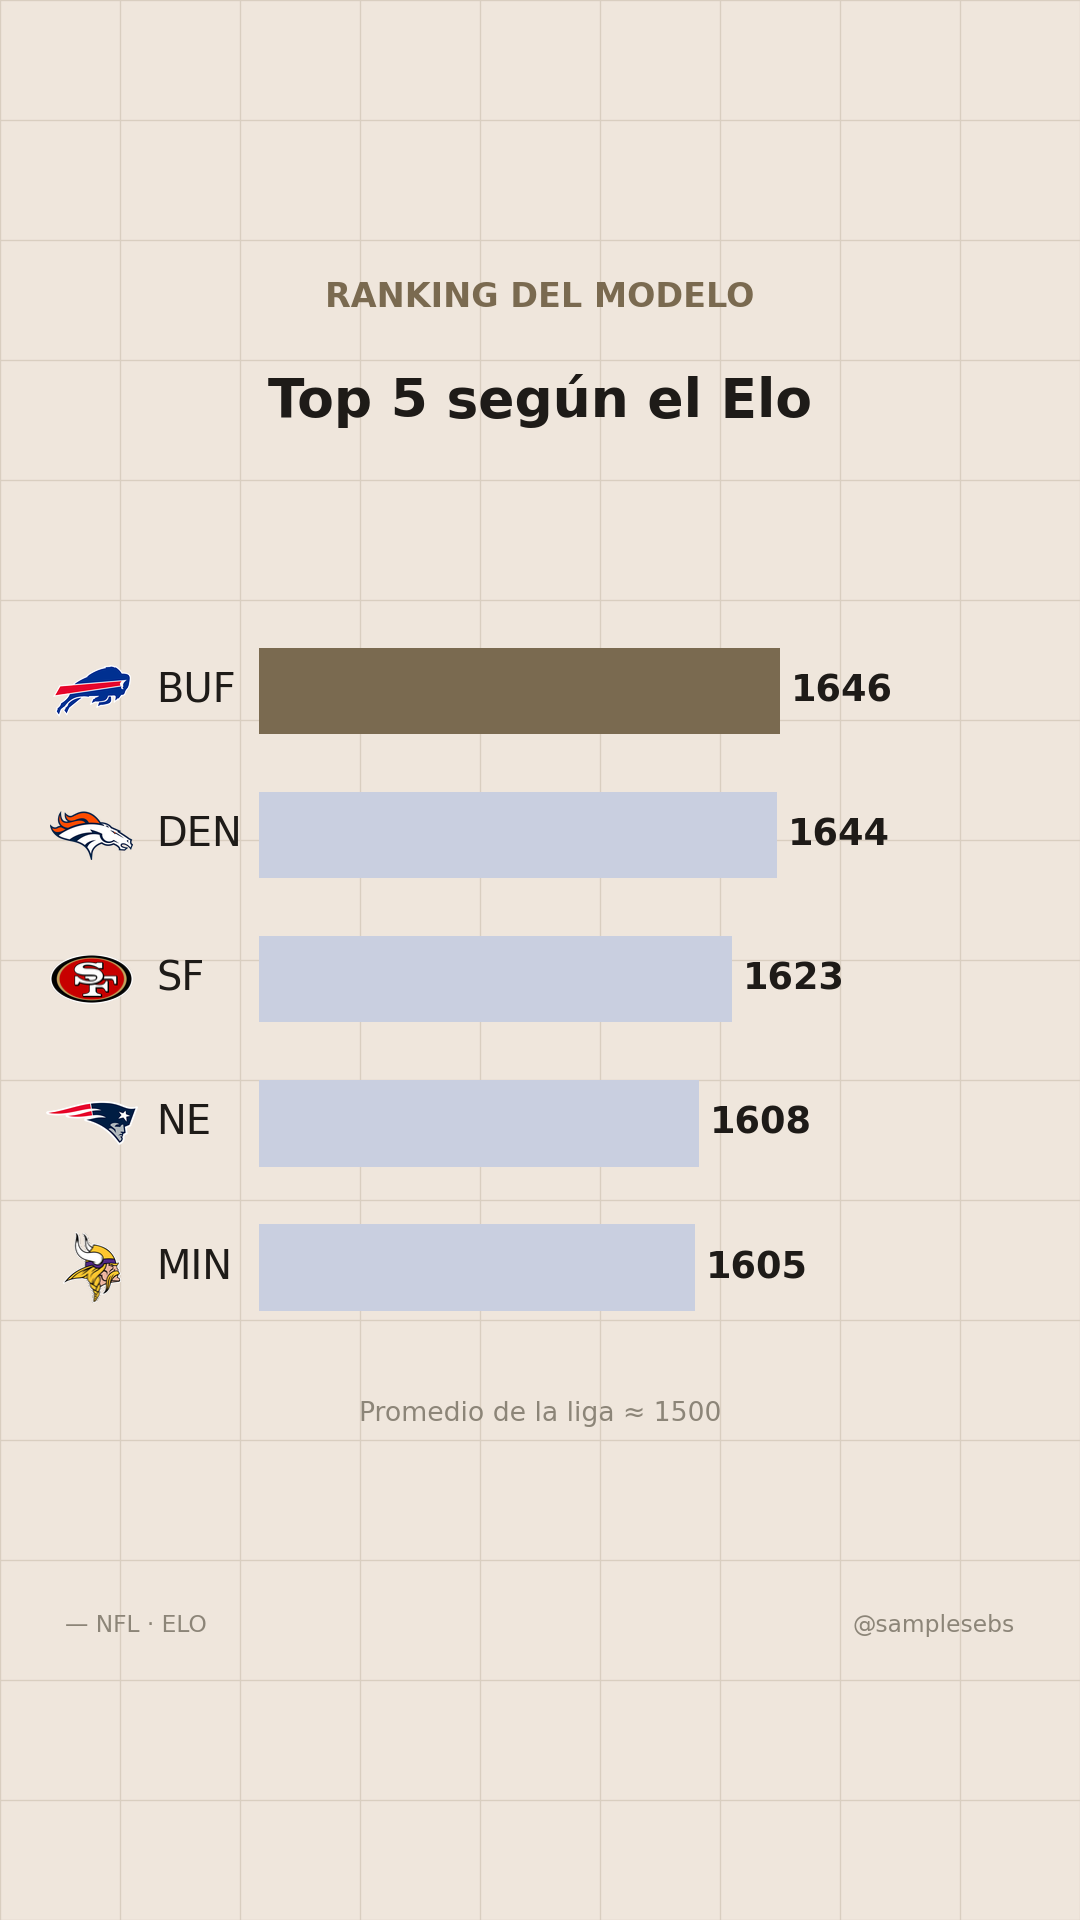 RANKING DEL MODELO
Top 5 según el Elo
BUF 1646
DEN 1644
SF 1623
NE 1608
MIN 1605
Promedio de la liga ≈ 1500
— NFL · ELO @samplesebs